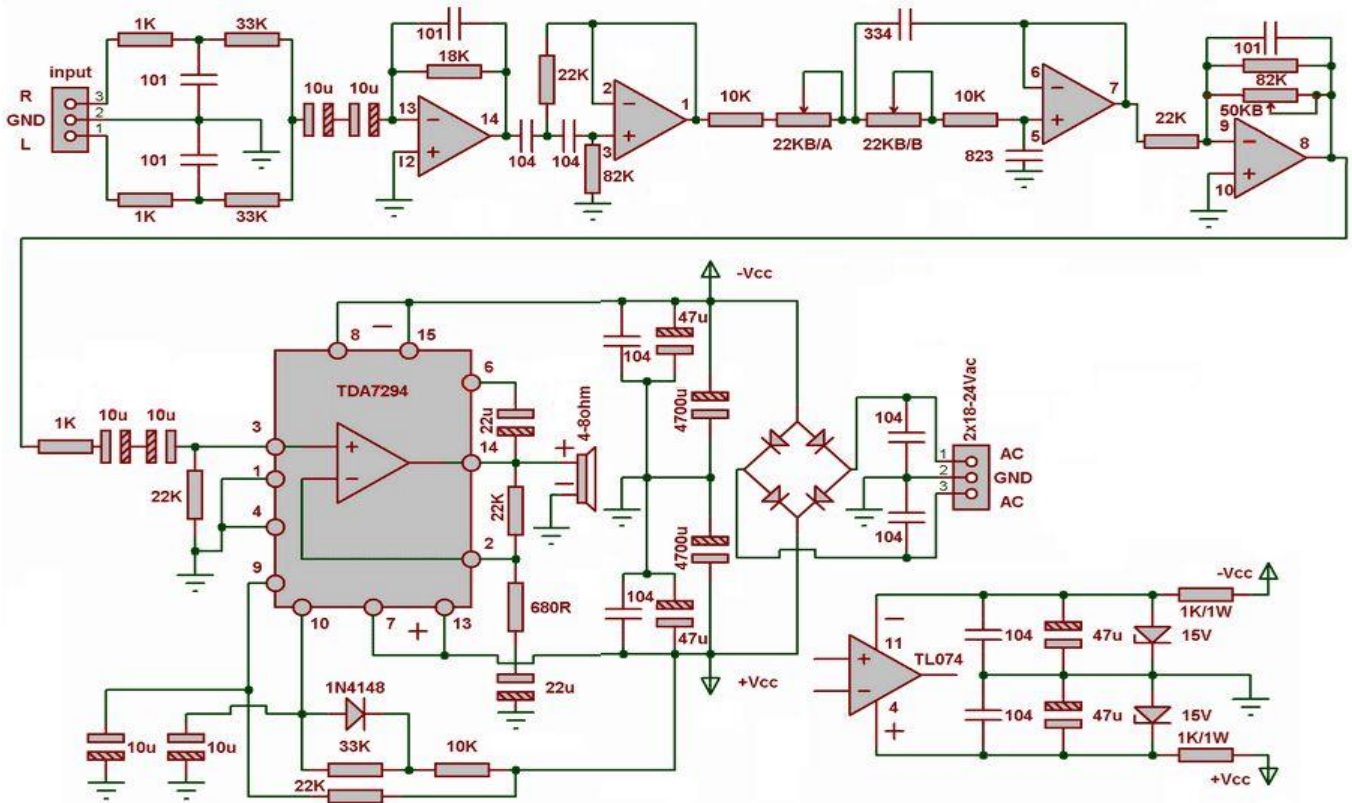 1K
33K
101
18K
334
101
82K
50KB
input
R
GND
L
3
2
1
101
101
10u
10u
13
12
14
22K
104
104
2
3
1
82K
10K
22KB/A
22KB/B
10K
6
5
7
823
22K
9
10
8
1K
33K
-Vcc
8
15
TDA7294
6
22u
4-8ohm
104
47u
4700u
2x18-24Vac
1K
10u
10u
3
14
+
-
22K
1
4
22K
2
9
680R
10
7
+
13
104
47u
4700u
104
104
1
2
3
AC
GND
AC
+Vcc
22u
1N4148
10u
10u
33K
10K
22K
-Vcc
1K/1W
11
TL074
104
47u
15V
4
104
47u
15V
1K/1W
+Vcc